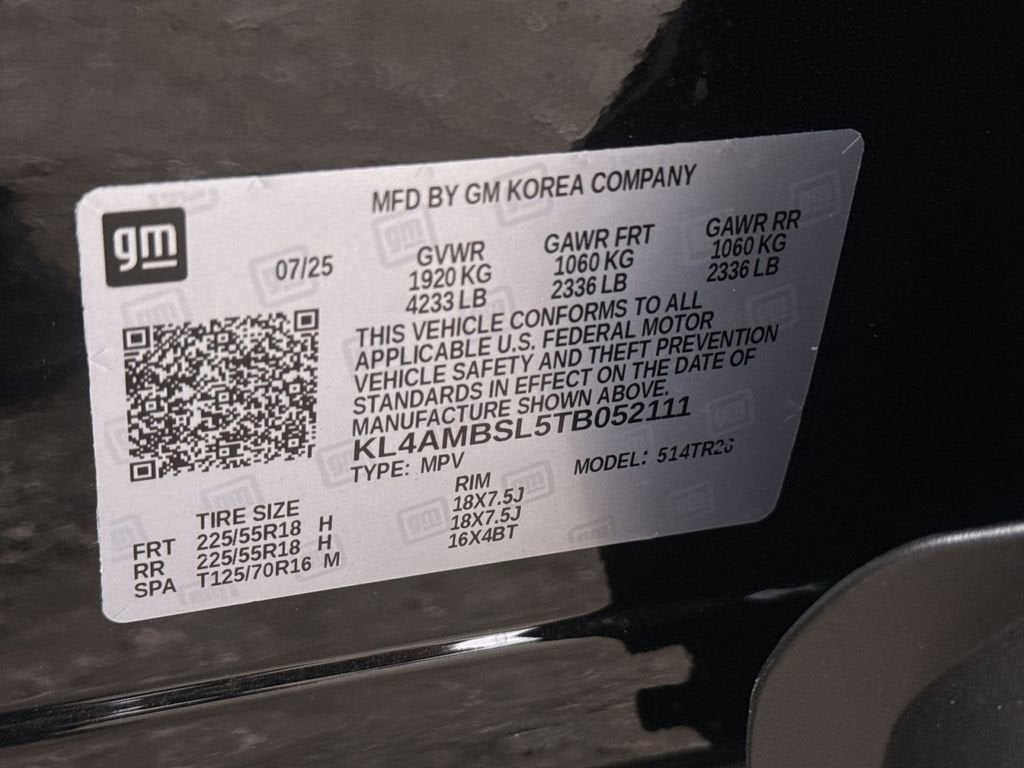 MFD BY GM KOREA COMPANY
gm
07/25
GVWR GAWR FRT GAWR RR
1920 KG 1060 KG 1060 KG
4233 LB 2336 LB 2336 LB
THIS VEHICLE CONFORMS TO ALL
APPLICABLE U.S. FEDERAL MOTOR
VEHICLE SAFETY AND THEFT PREVENTION
STANDARDS IN EFFECT ON THE DATE OF
MANUFACTURE SHOWN ABOVE.
KL4AMBSL5TB052111
TYPE: MPV MODEL: 514TR26
TIRE SIZE RIM
FRT 225/55R18 H 18X7.5J
RR 225/55R18 H 18X7.5J
SPA T125/70R16 M 16X4BT